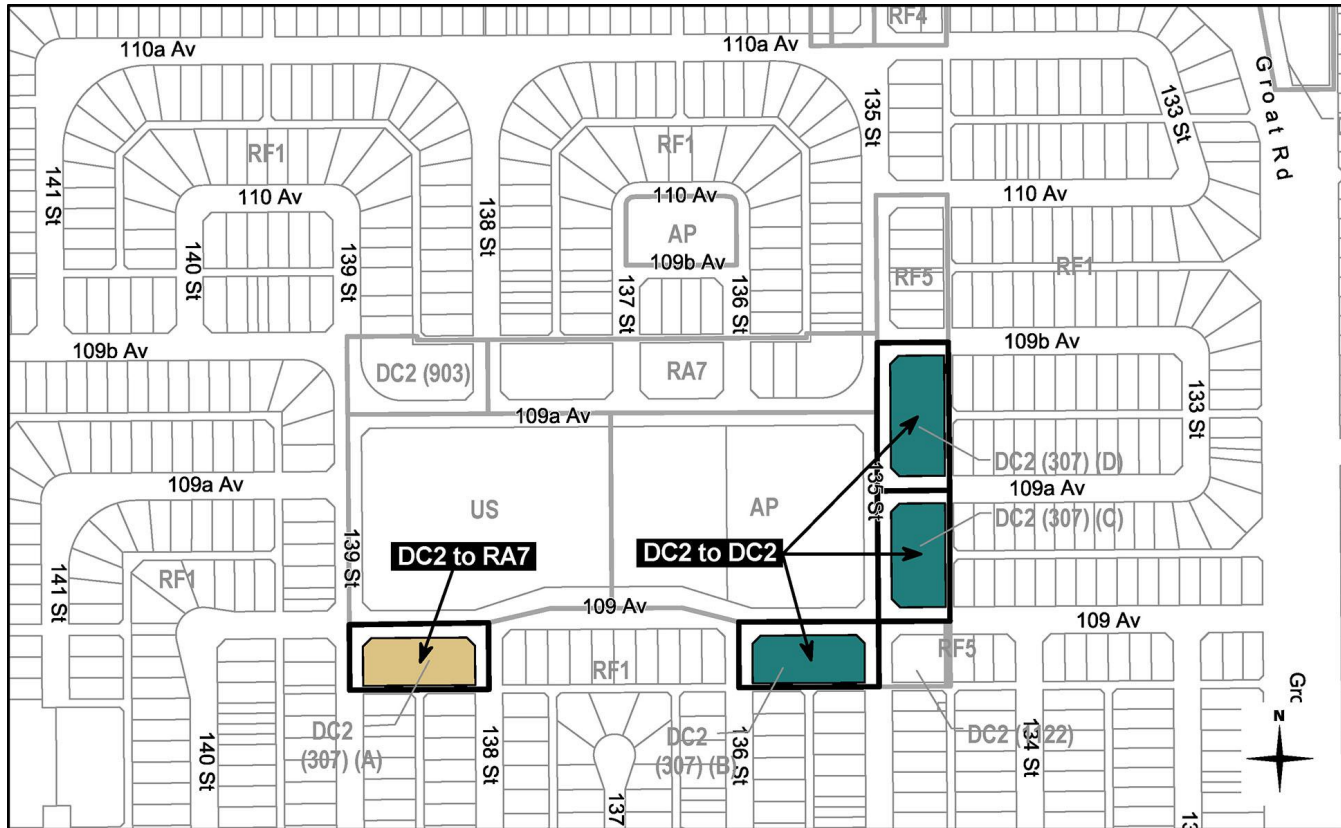 RF4
110a Av
110a Av
Groat Rd
135 St
133 St
RF1
RF1
141 St
110 Av
110 Av
110 Av
138 St
AP
140 St
139 St
109b Av
RF1
RF5
137 St
136 St
109b Av
109b Av
DC2 (903)
RA7
133 St
109a Av
DC2 (307) (D)
109a Av
135 St
109a Av
US
AP
DC2 (307) (C)
139 St
DC2 to RA7
DC2 to DC2
141 St
RF1
109 Av
109 Av
RF1
RF5
Grc
N
DC2
(307) (A)
138 St
DC2
(307) (B)
136 St
DC2 (1122)
134 St
140 St
137